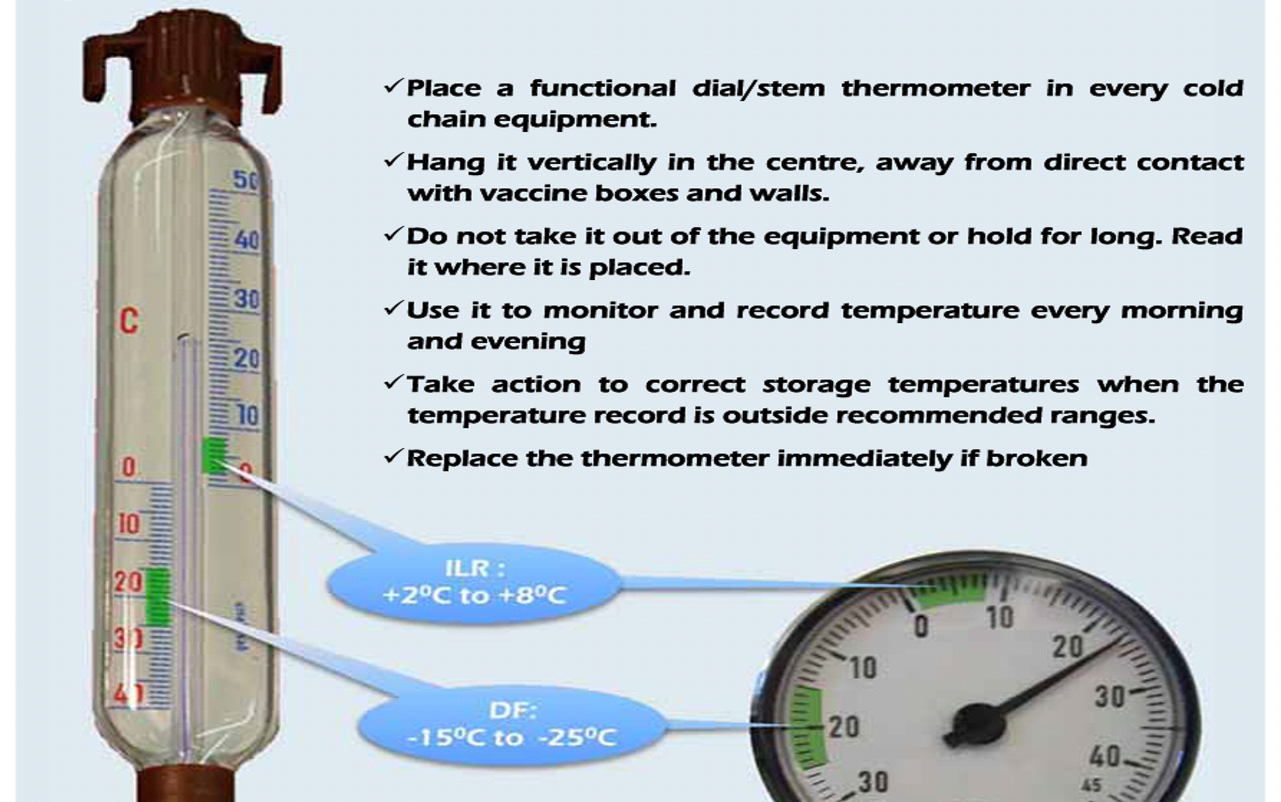 ✓Place a functional dial/stem thermometer in every cold
chain equipment.
✓Hang it vertically in the centre, away from direct contact
with vaccine boxes and walls.
✓Do not take it out of the equipment or hold for long. Read
it where it is placed.
✓Use it to monitor and record temperature every morning
and evening
✓Take action to correct storage temperatures when the
temperature record is outside recommended ranges.
✓Replace the thermometer immediately if broken
50
40
30
C
20
10
0
0
10
20
30
40
ILR :
+2⁰C to +8⁰C
DF:
-15⁰C to -25⁰C
0
10
20
10
30
20
40
30
45